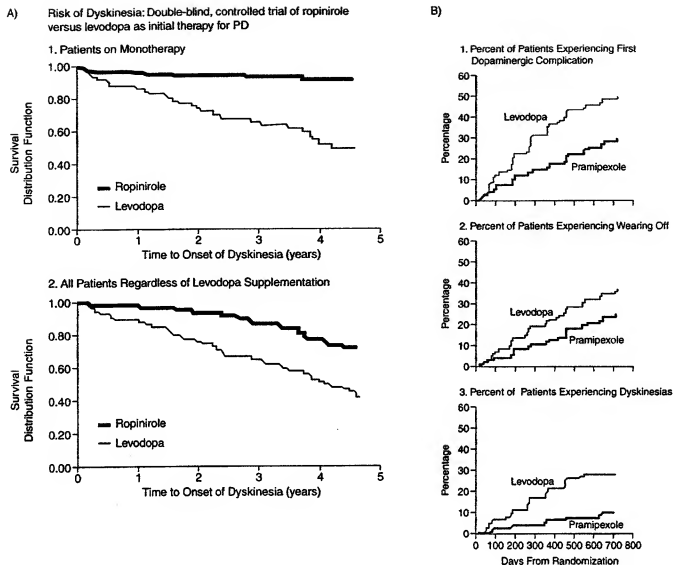 A)
Risk of Dyskinesia: Double-blind, controlled trial of ropinirole
versus levodopa as initial therapy for PD
1. Patients on Monotherapy
Survival
Distribution Function
1.00
0.80
0.60
0.40
0.20
0.00
Ropinirole
Levodopa
0 1 2 3 4 5
Time to Onset of Dyskinesia (years)
2. All Patients Regardless of Levodopa Supplementation
Survival
Distribution Function
1.00
0.80
0.60
0.40
0.20
0.00
Ropinirole
Levodopa
0 1 2 3 4 5
Time to Onset of Dyskinesia (years)
B)
1. Percent of Patients Experiencing First
Dopaminergic Complication
Percentage
60
50
40
30
20
10
0
Levodopa
Pramipexole
2. Percent of Patients Experiencing Wearing Off
Percentage
60
50
40
30
20
10
0
Levodopa
Pramipexole
3. Percent of Patients Experiencing Dyskinesias
Percentage
60
50
40
30
20
10
0
Levodopa
Pramipexole
0 100 200 300 400 500 600 700 800
Days From Randomization